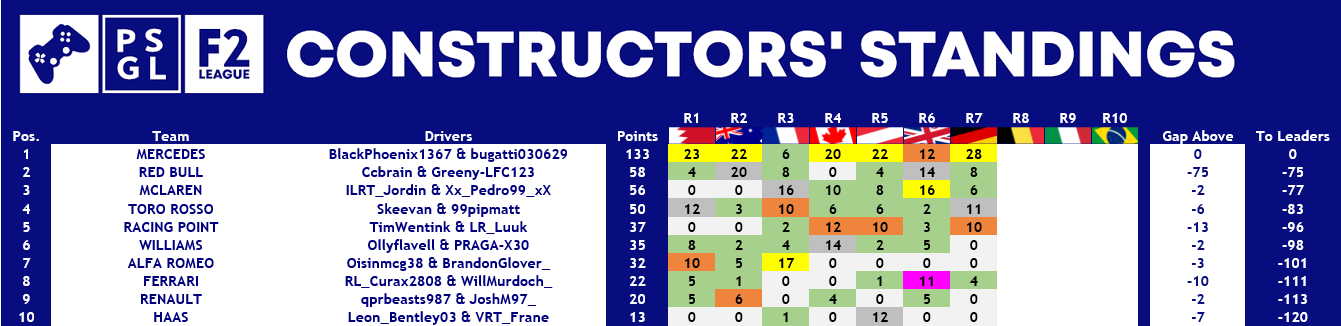 PS
GL
F2
LEAGUE
CONSTRUCTORS' STANDINGS
R1 R2 R3 R4 R5 R6 R7 R8 R9 R10
Pos. Team Drivers Points Gap Above To Leaders
1 MERCEDES BlackPhoenix1367 & bugatti030629 133 23 22 6 20 22 12 28 0 0
2 RED BULL Ccbrain & Greeny-LFC123 58 4 20 8 0 4 14 8 -75 -75
3 MCLAREN ILRT_Jordin & Xx_Pedro99_xX 56 0 0 16 10 8 16 6 -2 -77
4 TORO ROSSO Skeevan & 99pipmatt 50 12 3 10 6 6 2 11 -6 -83
5 RACING POINT TimWentink & LR_Luuk 37 0 0 2 12 10 3 10 -13 -96
6 WILLIAMS Ollyflavell & PRAGA-X30 35 8 2 4 14 2 5 0 -2 -98
7 ALFA ROMEO Oisinmcg38 & BrandonGlover_ 32 10 5 17 0 0 0 0 -3 -101
8 FERRARI RL_Curax2808 & WillMurdoch_ 22 5 1 0 0 1 11 4 -10 -111
9 RENAULT qprbeasts987 & JoshM97_ 20 5 6 0 4 0 5 0 -2 -113
10 HAAS Leon_Bentley03 & VRT_Frane 13 0 0 1 0 12 0 0 -7 -120